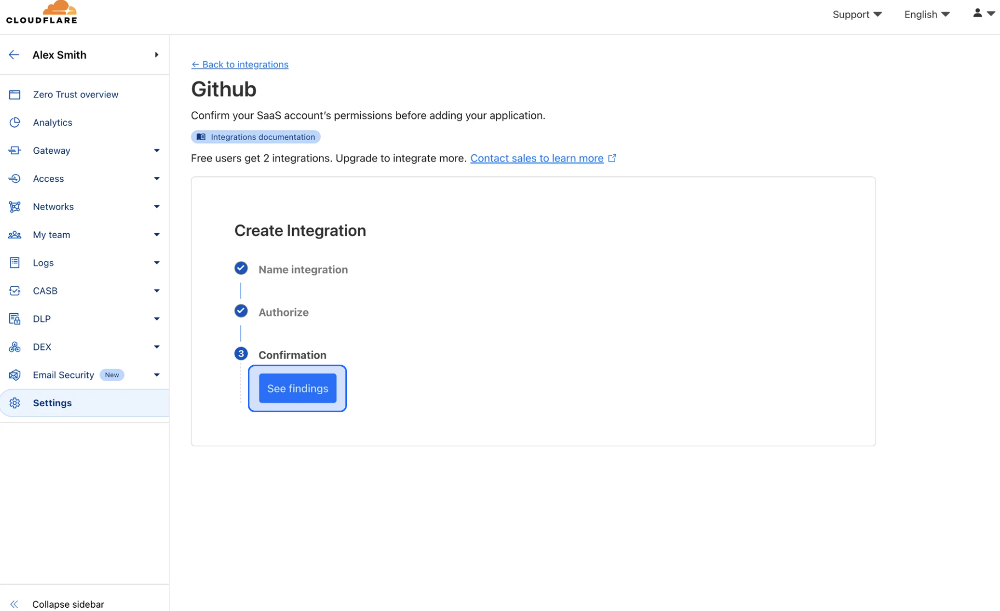 CLOUDFLARE
Support
English
Alex Smith
Zero Trust overview
Analytics
Gateway
Access
Networks
My team
Logs
CASB
DLP
DEX
Email Security New
Settings
Collapse sidebar
← Back to integrations
Github
Confirm your SaaS account’s permissions before adding your application.
Integrations documentation
Free users get 2 integrations. Upgrade to integrate more. Contact sales to learn more
Create Integration
Name integration
Authorize
3 Confirmation
See findings